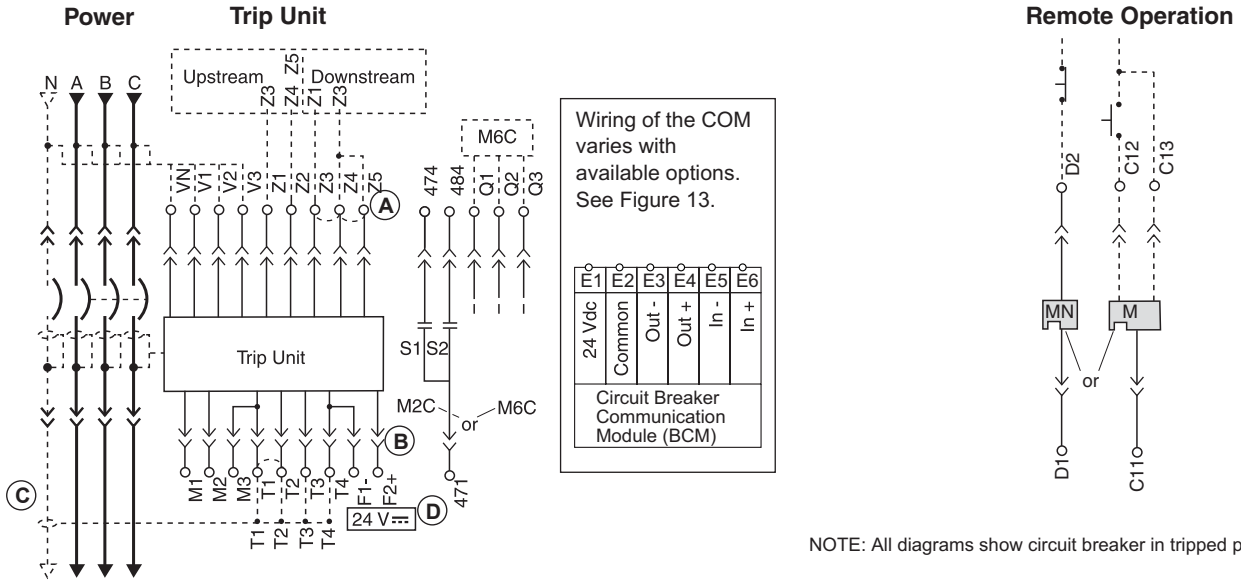 Power
Trip Unit
Remote Operation
Upstream
Downstream
Z3
Z4
Z5
Z1
Z3
N
A
B
C
VN
V1
V2
V3
Z1
Z2
Z3
Z4
Z5
A
474
484
M6C
Q1
Q2
Q3
Trip Unit
S1
S2
M2C
or
M6C
B
M1
M2
M3
T1
T2
T3
T4
F1-
F2+
471
C
24 V
D
T1
T2
T3
T4
Wiring of the COM
varies with
available options.
See Figure 13.
E1 E2 E3 E4 E5 E6
24 Vdc
Common
Out -
Out +
In -
In +
Circuit Breaker
Communication
Module (BCM)
D2
C12
C13
MN
M
or
D1
C11
NOTE: All diagrams show circuit breaker in tripped p